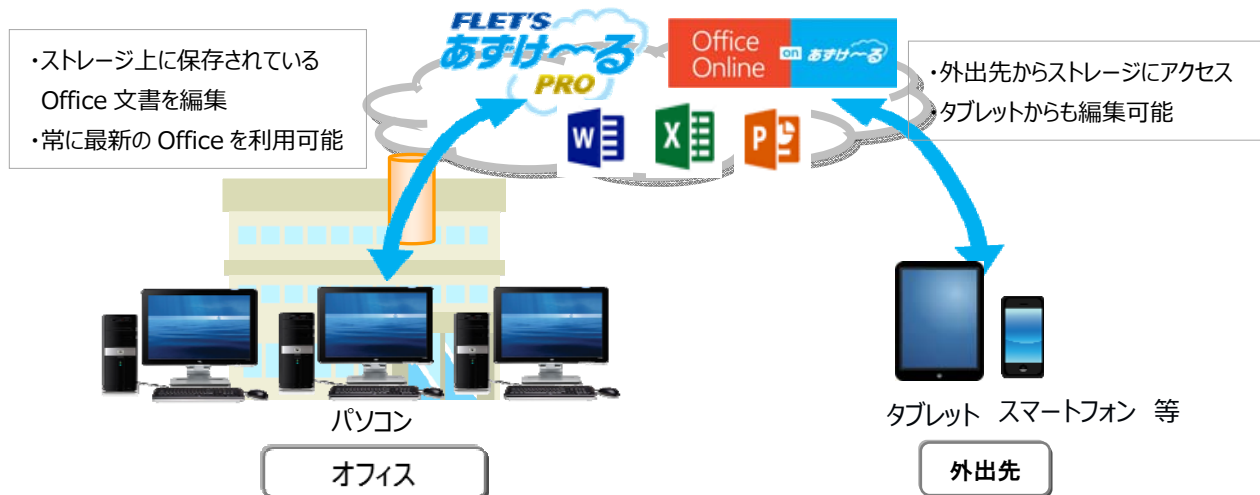 ・ストレージ上に保存されている
Office 文書を編集
・常に最新の Office を利用可能
FLET'S
あずけ～る
PRO
Office
Online
on あずけ～る
W
X
P
・外出先からストレージにアクセス
・タブレットからも編集可能
パソコン
オフィス
タブレット スマートフォン 等
外出先